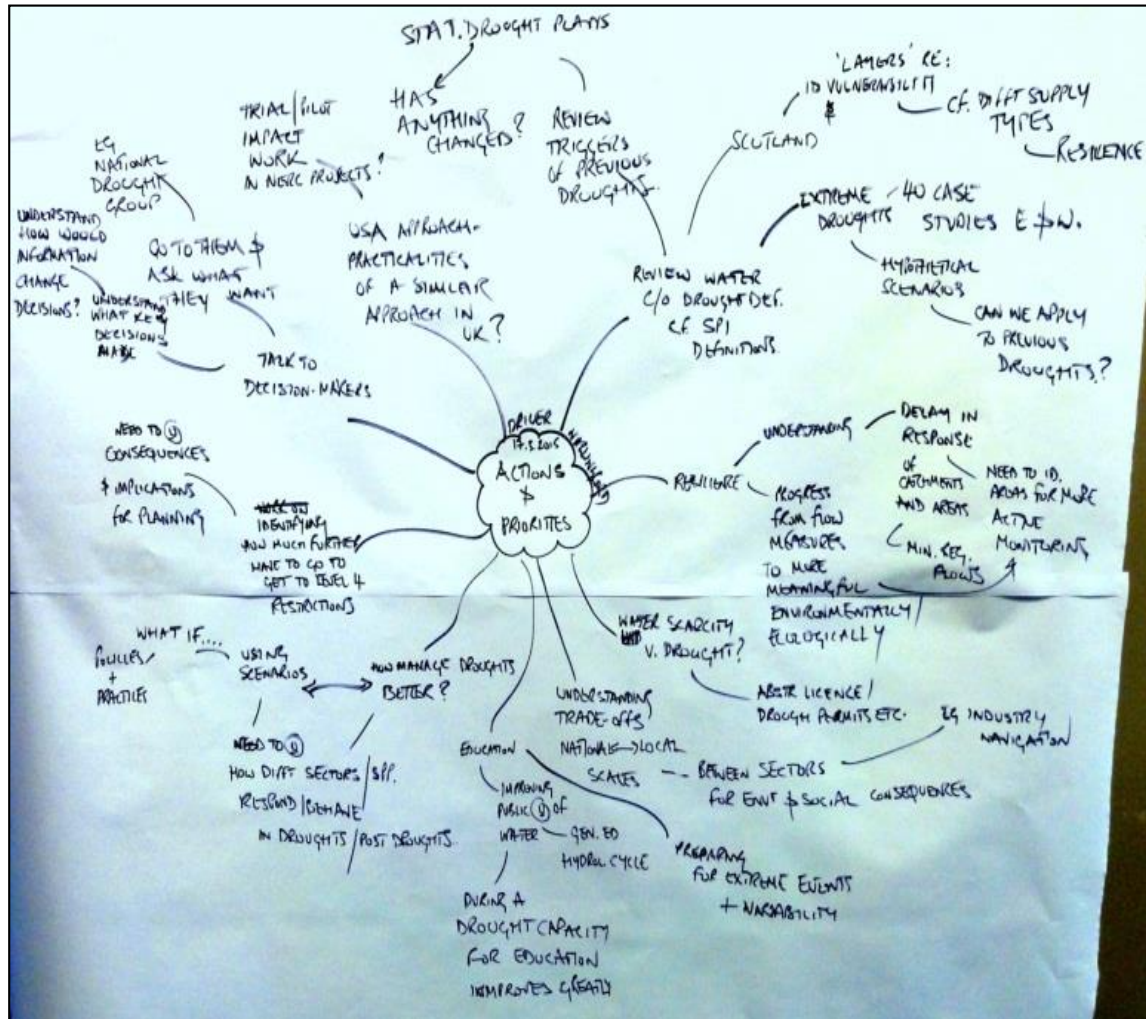 STAT. DROUGHT PLANS
HAS
ANYTHING
CHANGED?
REVIEW
TRIGGERS
OF PREVIOUS
DROUGHTS.
'LAYERS' RE:
ID VULNERABILITY
&
CF. DIFFT SUPPLY
TYPES
RESILIENCE
SCOTLAND
EXTREME
DROUGHTS
40 CASE
STUDIES E & W.
HYPOTHETICAL
SCENARIOS
CAN WE APPLY
TO PREVIOUS
DROUGHTS?
REVIEW WATER
C/O DROUGHT DEF.
CF. SPI
DEFINITIONS
TRIAL/PILOT
IMPACT
WORK
IN NERC PROJECTS?
USA APPROACH-
PRACTICALITIES
OF A SIMILAR
APPROACH IN
UK?
EG
NATIONAL
DROUGHT
GROUP
GO TO THEM &
ASK WHAT
THEY WANT
UNDERSTAND
HOW WOULD
INFORMATION
CHANGE
DECISIONS?
UNDERSTAND
WHAT KEY
DECISIONS
TALK TO
DECISION-MAKERS
DRIVER
17.3.2015
ACTIONS
&
PRIORITIES
RESILIENCE
UNDERSTANDING
DELAY IN
RESPONSE
OF
CATCHMENTS
AND AREAS
MIN. REQ.
FLOWS
NEED TO ID.
AREAS FOR MORE
ACTIVE
MONITORING
PROGRESS
FROM FLOW
MEASURES
TO MORE
MEANINGFUL
ENVIRONMENTALLY/
ECOLOGICALLY
NEED TO U
CONSEQUENCES
& IMPLICATIONS
FOR PLANNING
WORK ON
IDENTIFYING
HOW MUCH FURTHER
HAVE TO GO TO
GET TO LEVEL 4
RESTRICTIONS
WHAT IF....
POLICIES
+
PRACTICES
USING
SCENARIOS
HOW MANAGE DROUGHTS
BETTER?
NEED TO U
HOW DIFFT SECTORS/SPP.
RESPOND/BEHAVE
IN DROUGHTS/POST DROUGHTS
EDUCATION
IMPROVING
PUBLIC U OF
WATER
GEN. ED
HYDROL. CYCLE
DURING A
DROUGHT CAPACITY
FOR EDUCATION
IMPROVES GREATLY
PREPARING
FOR EXTREME EVENTS
+ VARIABILITY
UNDERSTANDING
TRADE-OFFS
NATIONAL LOCAL
SCALES
BETWEEN SECTORS
FOR ENVT & SOCIAL CONSEQUENCES
EG INDUSTRY
NAVIGATION
WATER SCARCITY
V. DROUGHT?
ABSTR LICENCE/
DROUGH PERMITS ETC.